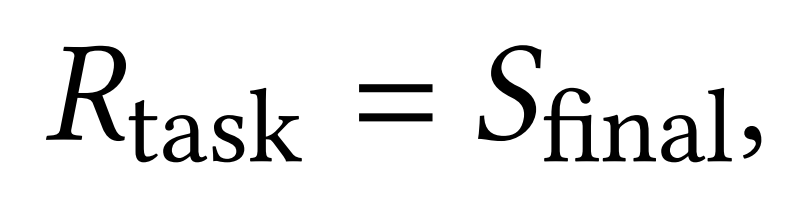 R_task = S_final,